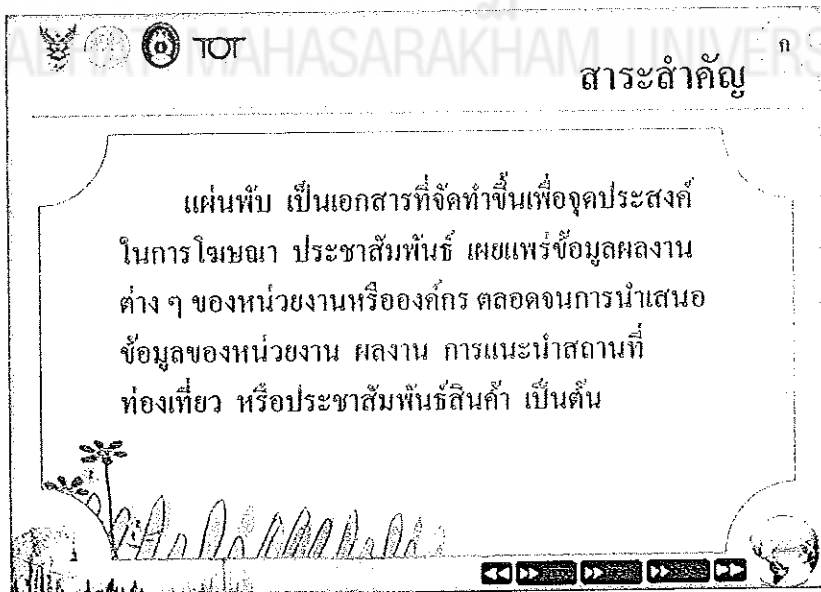 TOT
MAHASARAKHAM UNIVERS
ก
สาระสำคัญ
แผ่นพับ เป็นเอกสารที่จัดทำขึ้นเพื่อจุดประสงค์
ในการโฆษณา ประชาสัมพันธ์ เผยแพร่ข้อมูลผลงาน
ต่าง ๆ ของหน่วยงานหรือองค์กร ตลอดจนการนำเสนอ
ข้อมูลของหน่วยงาน ผลงาน การแนะนำสถานที่
ท่องเที่ยว หรือประชาสัมพันธ์สินค้า เป็นต้น